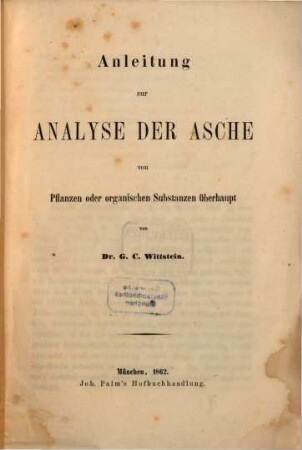 Anleitung
zur
ANALYSE DER ASCHE
von
Pflanzen oder organischen Substanzen überhaupt
von
Dr. G. C. Wittstein.
München, 1862.
Joh. Palm's Hofbuchhandlung.